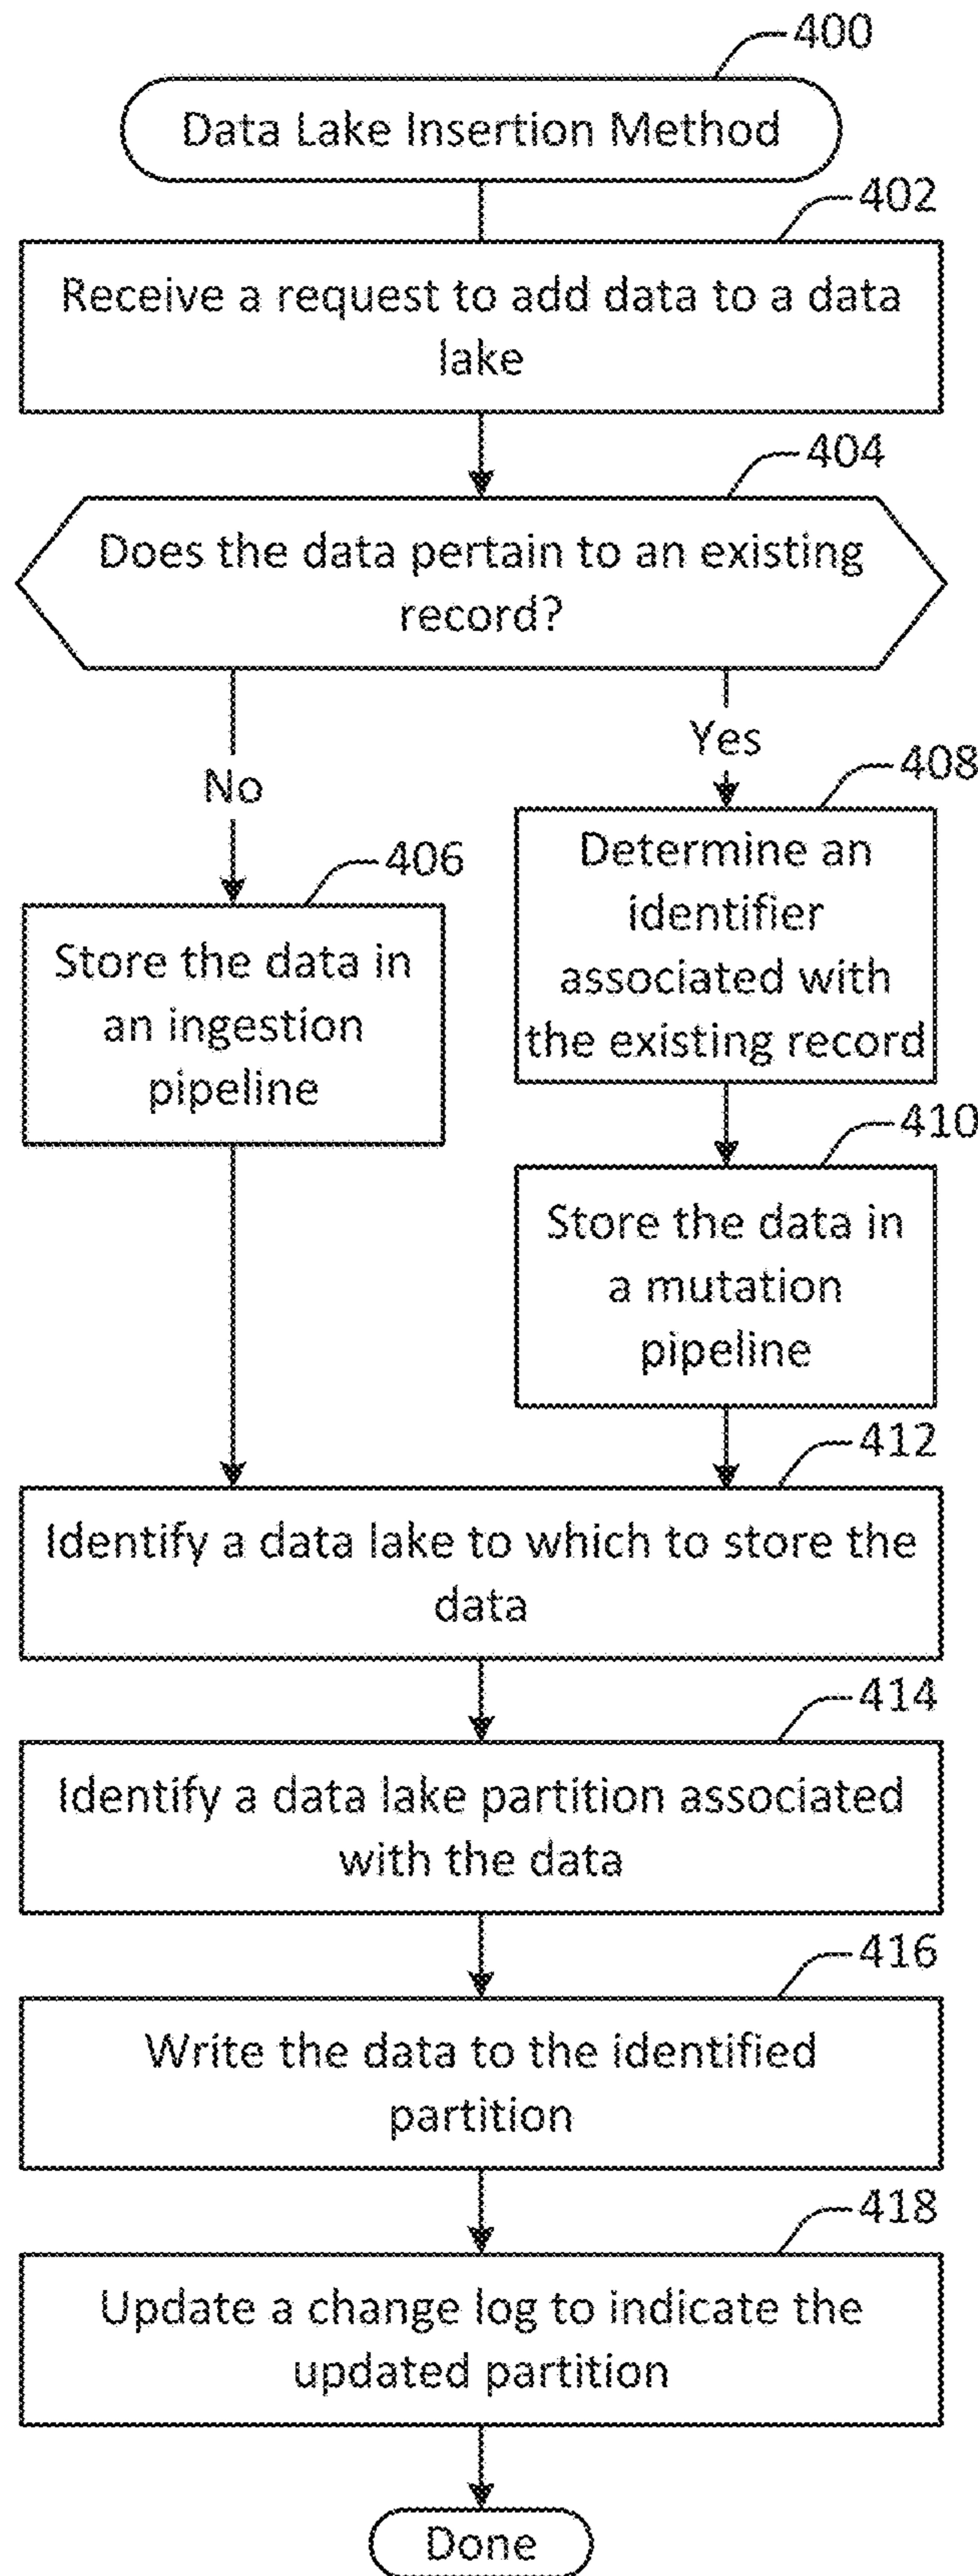 400
Data Lake Insertion Method
402
Receive a request to add data to a data
lake
404
Does the data pertain to an existing
record?
Yes
No
408
Determine an
identifier
associated with
the existing record
406
Store the data in
an ingestion
pipeline
410
Store the data in
a mutation
pipeline
412
Identify a data lake to which to store the
data
414
Identify a data lake partition associated
with the data
416
Write the data to the identified
partition
418
Update a change log to indicate the
updated partition
Done